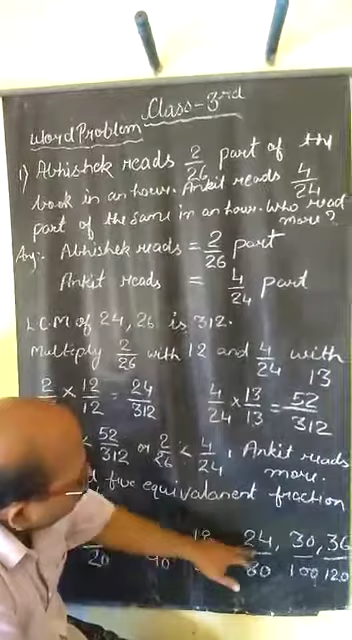 Class-3rd
Word Problem
1) Abhishek reads 2/26 part of the
book in an hour. Ankit reads 4/24
part of the same in an hour. Who read
more?
Ans:- Abhishek reads = 2/26 part
Ankit reads = 4/24 part
L.C.M of 24, 26 is 312.
Multiply 2/26 with 12 and 4/24 with
13
2/ × 12/12 = 24/312 4/24 × 13/13 = 52/312
< 52/312 or 2/26 < 4/24, Ankit reads
more.
five equivalanent fraction
20 40 18 24/80, 30/100, 36/120